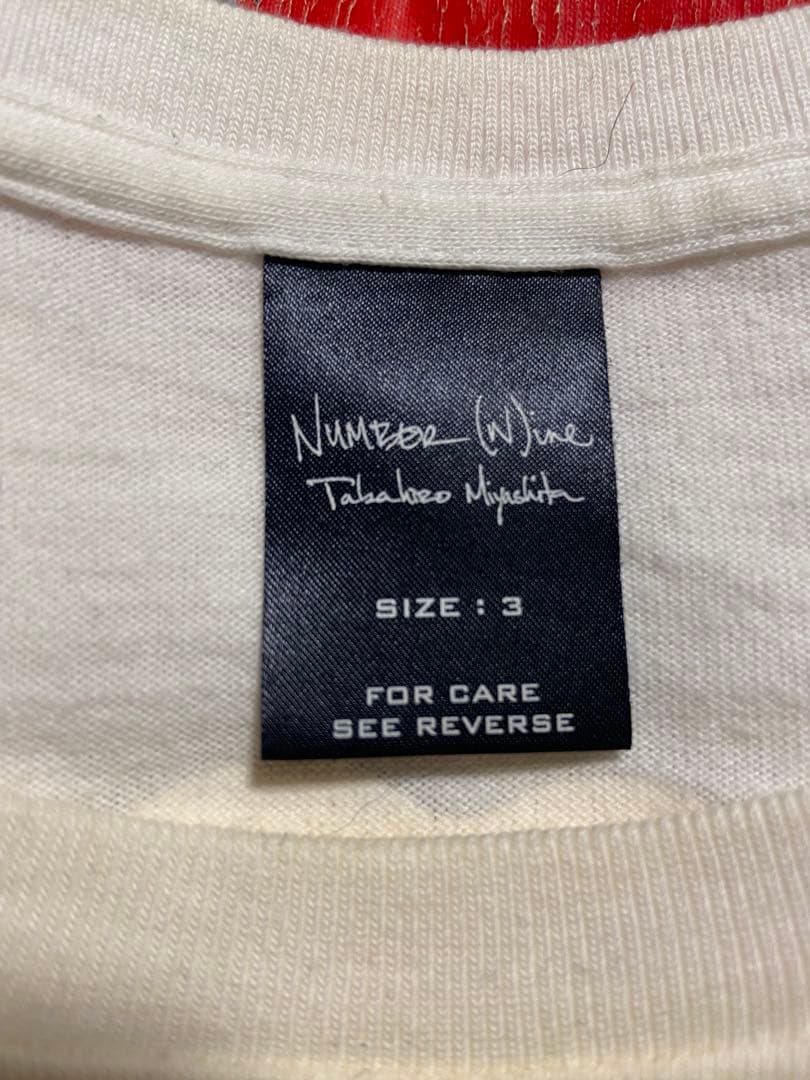 NUMBER (N)ine
Takahiro Miyashita
SIZE : 3
FOR CARE
SEE REVERSE